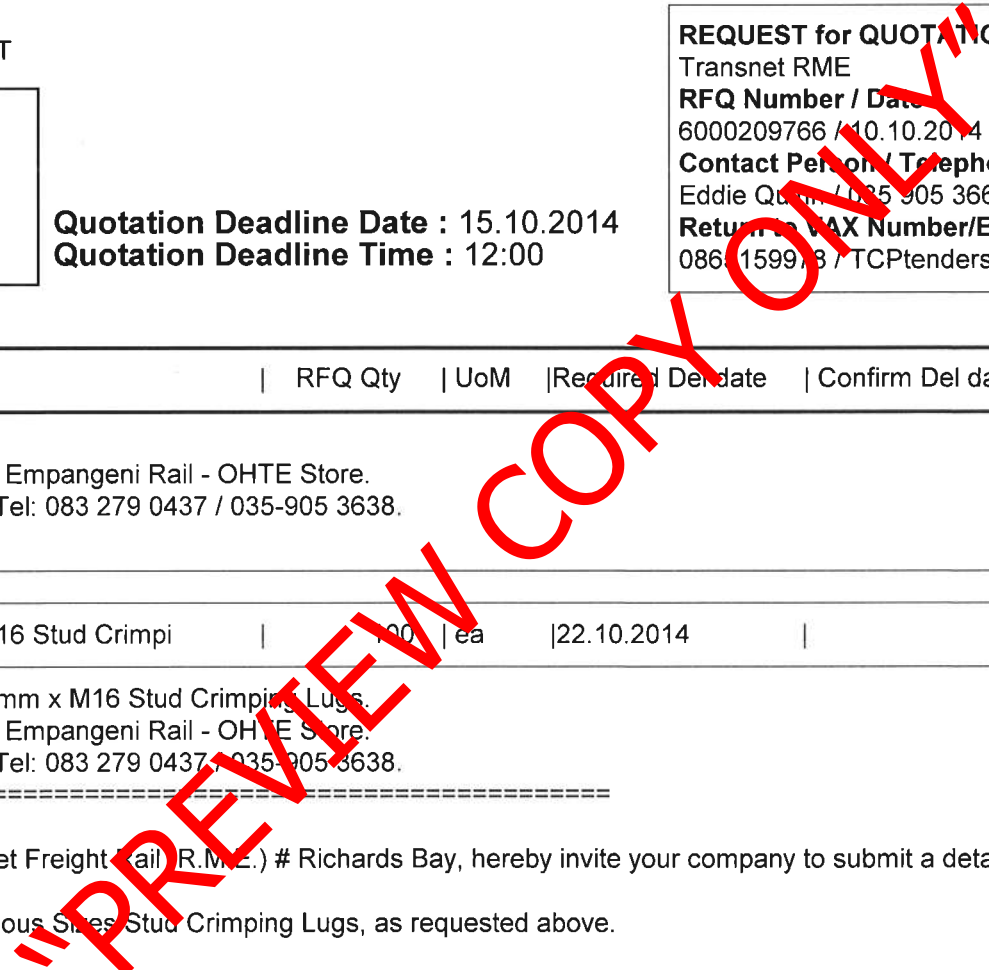 T
REQUEST for QUOTATIO
Transnet RME
RFQ Number / Date
6000209766 / 10.10.2014
Contact Person / Teleph
Eddie / 035 905 366
Quotation Deadline Date : 15.10.2014
Quotation Deadline Time : 12:00
Return to FAX Number/E
/ TCPtenders
| RFQ Qty | UoM |Required Del date | Confirm Del da
Empangeni Rail - OHTE Store.
Tel: 083 279 0437 / 035-905 3638.
16 Stud Crimpi | 100 | ea |22.10.2014 |
mm x M16 Stud Crimping Lugs.
Empangeni Rail - OHTE Store.
Tel: 083 279 0437 / 035-905 3638.
=======================================
et Freight Rail (R.M.E.) # Richards Bay, hereby invite your company to submit a deta
ious Sizes Stud Crimping Lugs, as requested above.
"PREVIEW COPY ONLY"